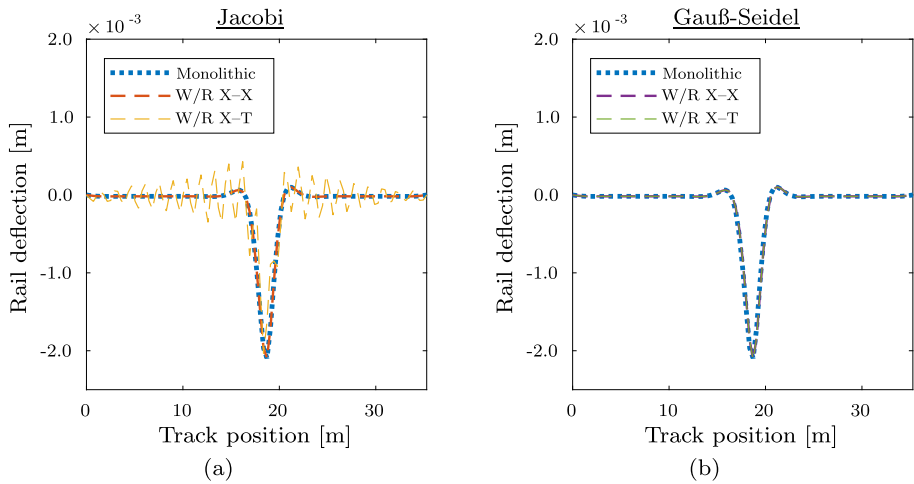 Jacobi
× 10⁻³
2.0
1.0
0.0
-1.0
-2.0
Rail deflection [m]
Monolithic
W/R X–X
W/R X–T
0 10 20 30
Track position [m]
(a)
Gauß-Seidel
× 10⁻³
2.0
1.0
0.0
-1.0
-2.0
Rail deflection [m]
Monolithic
W/R X–X
W/R X–T
0 10 20 30
Track position [m]
(b)